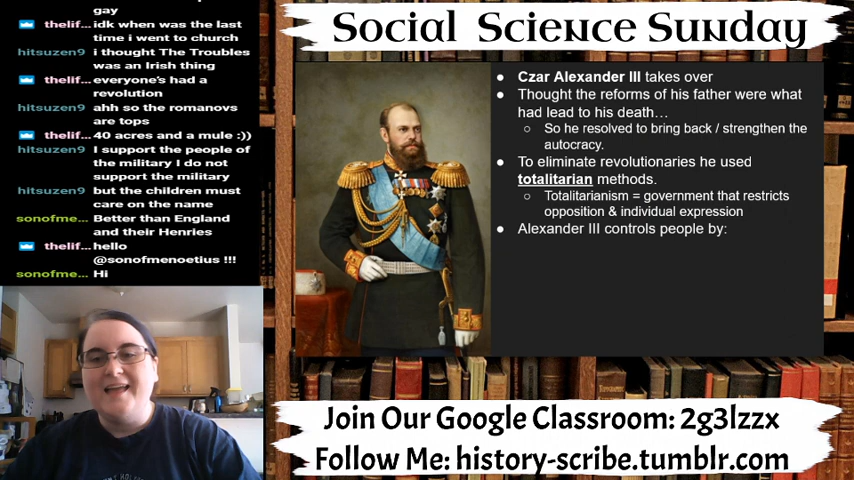 gay
thelif... idk when was the last
time i went to church
hitsuzen9 i thought The Troubles
was an Irish thing
thelif... everyone's had a
revolution
hitsuzen9 ahh so the romanovs
are tops
thelif... 40 acres and a mule :))
hitsuzen9 I support the people of
the military I do not
support the military
hitsuzen9 but the children must
care on the name
sonofme... Better than England
and their Henries
thelif... hello
@sonofmenoetius !!!
sonofme... Hi
Social Science Sunday
• Czar Alexander III takes over
• Thought the reforms of his father were what
had lead to his death…
○ So he resolved to bring back / strengthen the
autocracy.
• To eliminate revolutionaries he used
totalitarian methods.
○ Totalitarianism = government that restricts
opposition & individual expression
• Alexander III controls people by:
Join Our Google Classroom: 2g3lzzx
Follow Me: history-scribe.tumblr.com